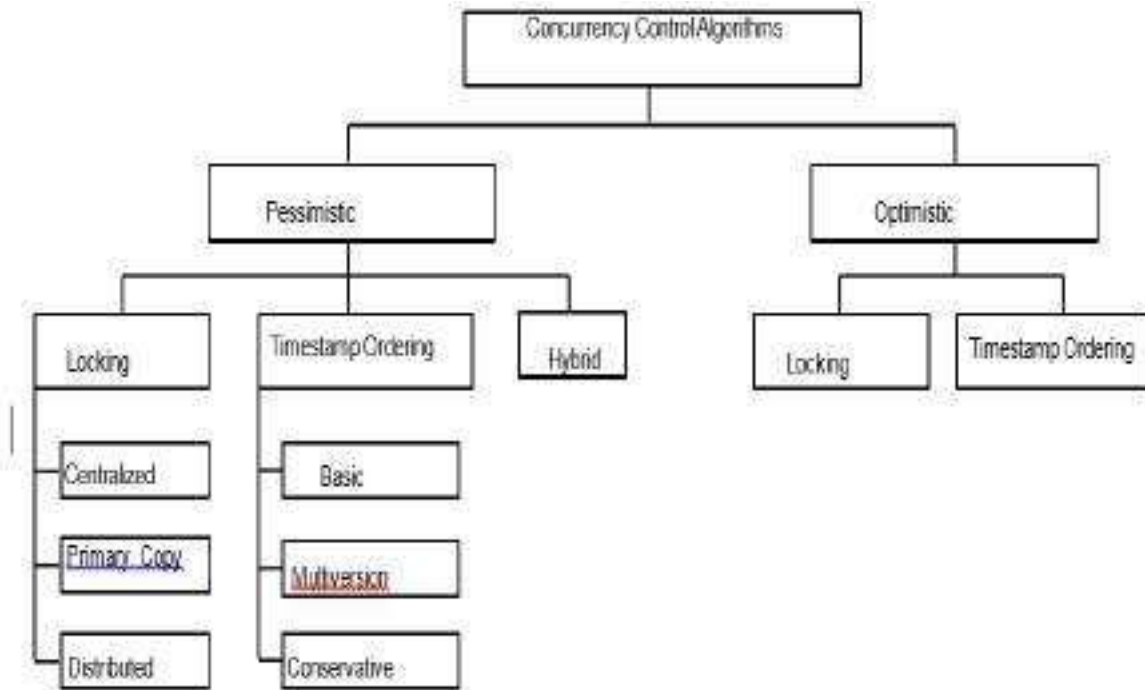 Concurrency Control Algorithms
Pessimistic
Optimistic
Locking
Timestamp Ordering
Hybrid
Locking
Timestamp Ordering
Centralized
Basic
Primary Copy
Multiversion
Distributed
Conservative